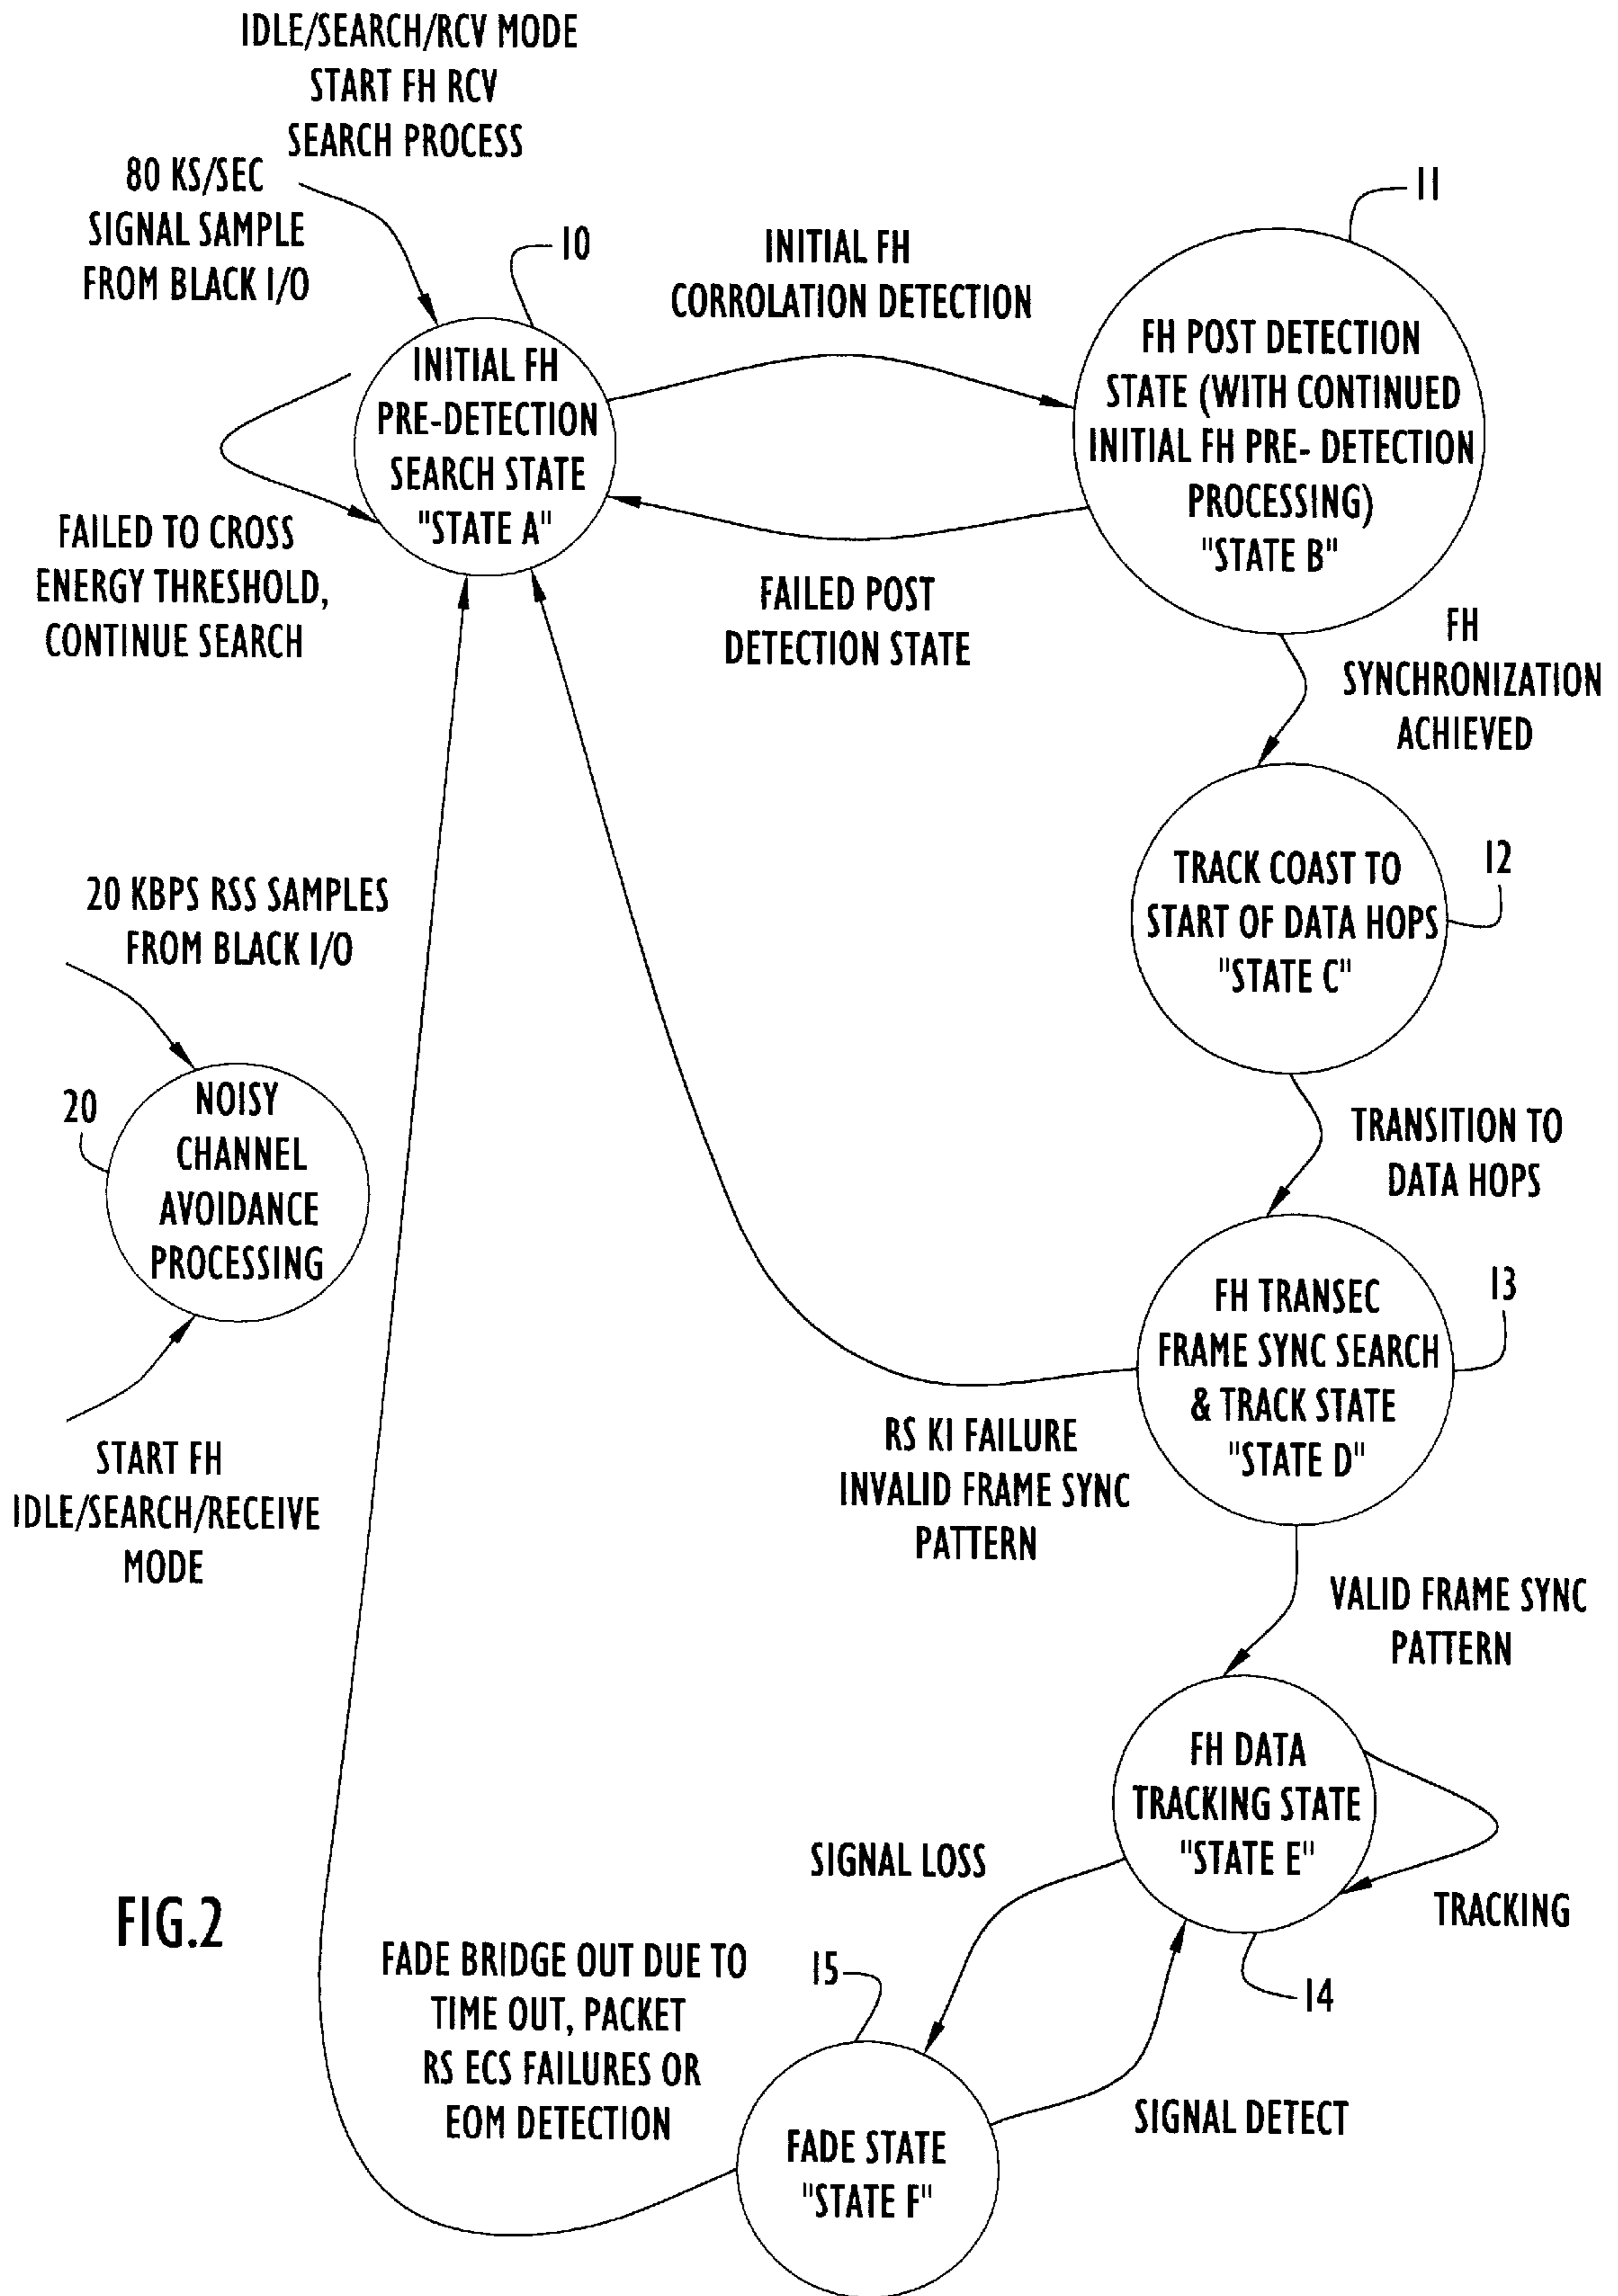 IDLE/SEARCH/RCV MODE
START FH RCV
SEARCH PROCESS
80 KS/SEC
SIGNAL SAMPLE
FROM BLACK I/O
10
INITIAL FH
CORROLATION DETECTION
11
INITIAL FH
PRE-DETECTION
SEARCH STATE
"STATE A"
FH POST DETECTION
STATE (WITH CONTINUED
INITIAL FH PRE- DETECTION
PROCESSING)
"STATE B"
FAILED TO CROSS
ENERGY THRESHOLD,
CONTINUE SEARCH
FAILED POST
DETECTION STATE
FH
SYNCHRONIZATION
ACHIEVED
TRACK COAST TO
START OF DATA HOPS
"STATE C"
12
20 KBPS RSS SAMPLES
FROM BLACK I/O
20
NOISY
CHANNEL
AVOIDANCE
PROCESSING
TRANSITION TO
DATA HOPS
START FH
IDLE/SEARCH/RECEIVE
MODE
FH TRANSEC
FRAME SYNC SEARCH
& TRACK STATE
"STATE D"
13
RS KI FAILURE
INVALID FRAME SYNC
PATTERN
VALID FRAME SYNC
PATTERN
FH DATA
TRACKING STATE
"STATE E"
SIGNAL LOSS
TRACKING
14
FIG.2
FADE BRIDGE OUT DUE TO
TIME OUT, PACKET
RS ECS FAILURES OR
EOM DETECTION
15
SIGNAL DETECT
FADE STATE
"STATE F"